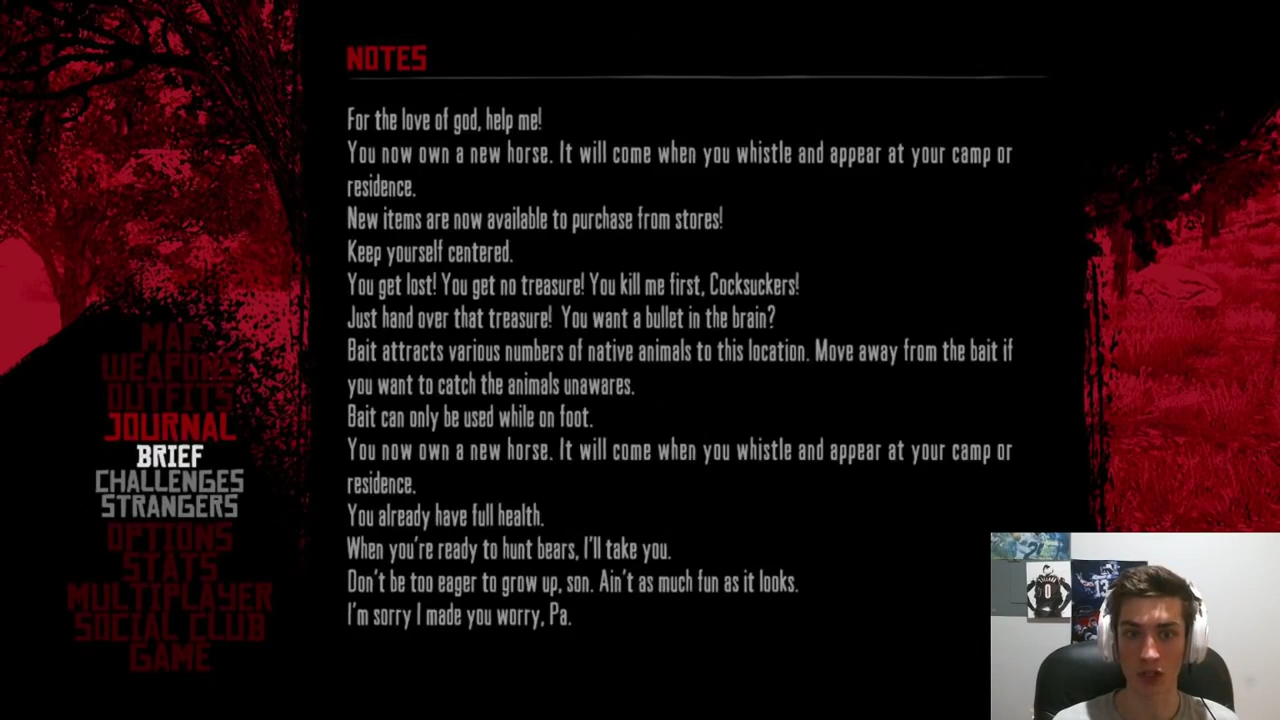 NOTES
For the love of god, help me!
You now own a new horse. It will come when you whistle and appear at your camp or
residence.
New items are now available to purchase from stores!
Keep yourself centered.
You get lost! You get no treasure! You kill me first, Cocksuckers!
Just hand over that treasure! You want a bullet in the brain?
Bait attracts various numbers of native animals to this location. Move away from the bait if
you want to catch the animals unawares.
Bait can only be used while on foot.
You now own a new horse. It will come when you whistle and appear at your camp or
residence.
You already have full health.
When you're ready to hunt bears, I'll take you.
Don't be too eager to grow up, son. Ain't as much fun as it looks.
I'm sorry I made you worry, Pa.
MAP
WEAPONS
OUTFITS
JOURNAL
BRIEF
CHALLENGES
STRANGERS
OPTIONS
STATS
MULTIPLAYER
SOCIAL CLUB
GAME
0
13